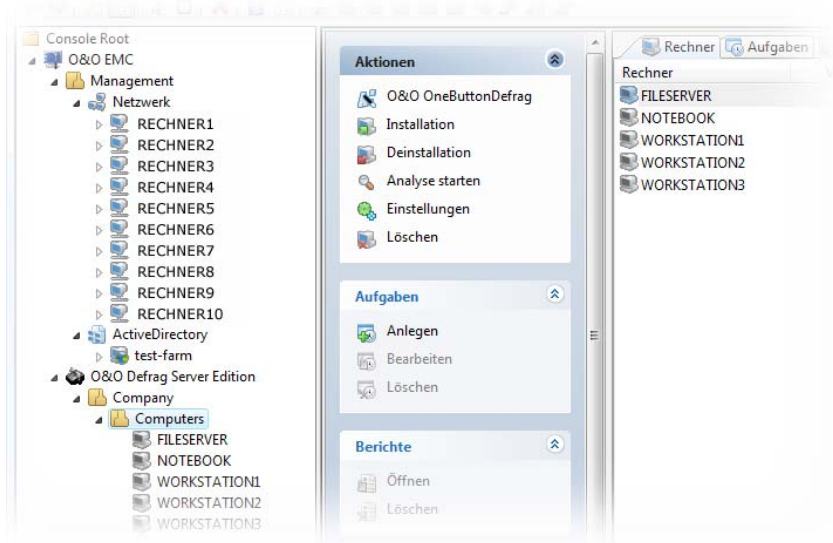 Console Root
O&O EMC
Management
Netzwerk
RECHNER1
RECHNER2
RECHNER3
RECHNER4
RECHNER5
RECHNER6
RECHNER7
RECHNER8
RECHNER9
RECHNER10
ActiveDirectory
test-farm
O&O Defrag Server Edition
Company
Computers
FILESERVER
NOTEBOOK
WORKSTATION1
WORKSTATION2
WORKSTATION3
Aktionen
O&O OneButtonDefrag
Installation
Deinstallation
Analyse starten
Einstellungen
Löschen
Aufgaben
Anlegen
Bearbeiten
Löschen
Berichte
Öffnen
Löschen
Rechner Aufgaben
Rechner
FILESERVER
NOTEBOOK
WORKSTATION1
WORKSTATION2
WORKSTATION3